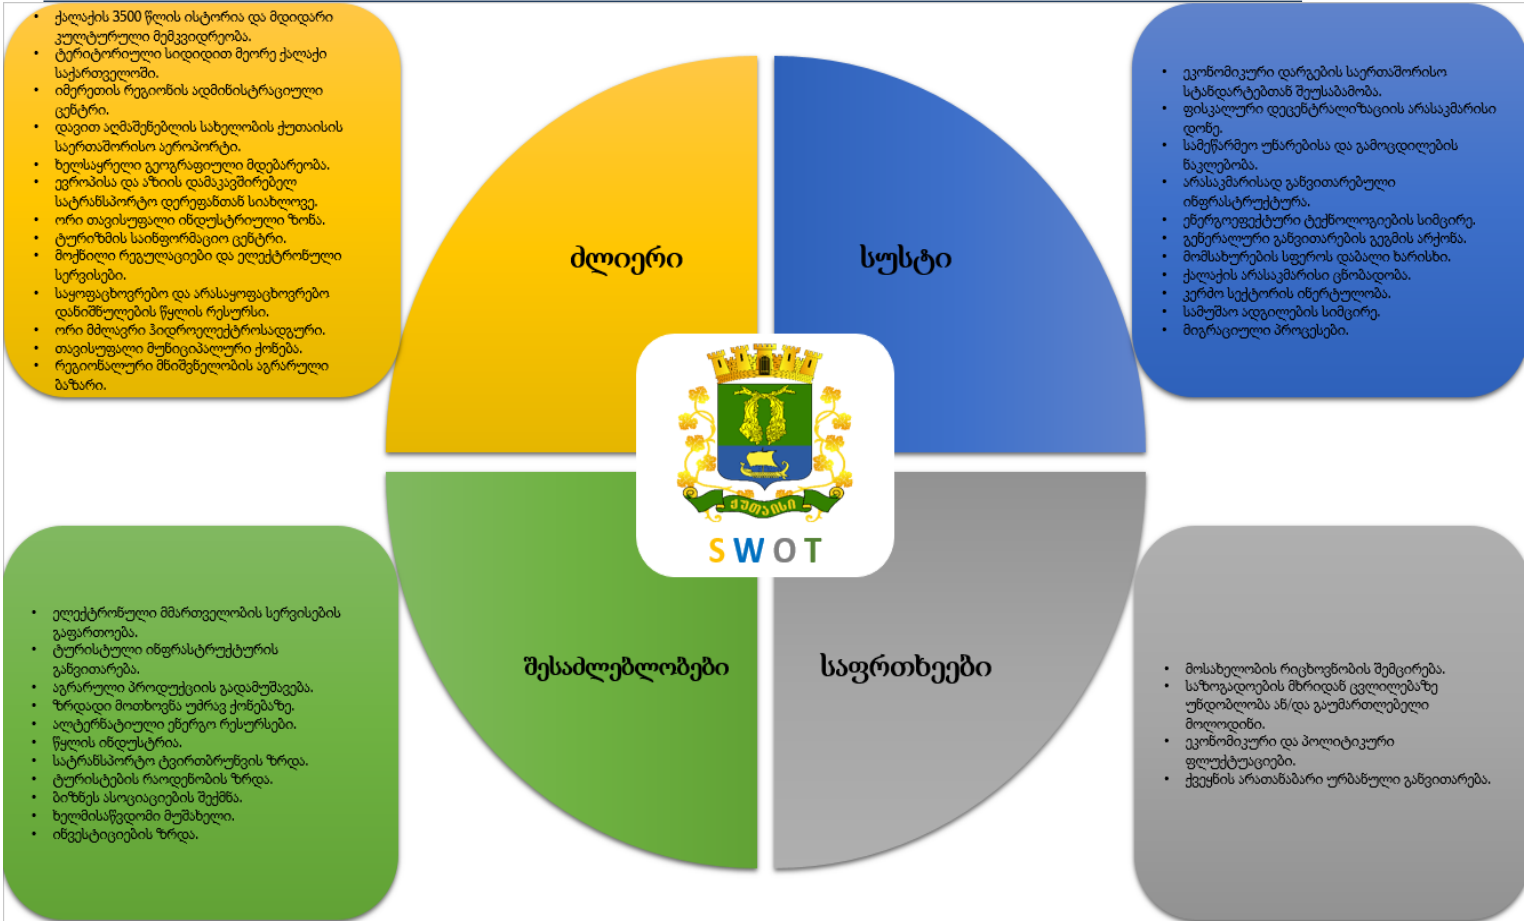 • ქალაქის 3500 წლის ისტორია და მდიდარი
კულტურული მემკვიდრეობა.
• ტერიტორიული სიდიდით მეორე ქალაქი
საქართველოში.
• იმერეთის რეგიონის ადმინისტრაციული
ცენტრი.
• დავით აღმაშენებლის სახელობის ქუთაისის
საერთაშორისო აეროპორტი.
• ხელსაყრელი გეოგრაფიული მდებარეობა.
• ევროპისა და აზიის დამაკავშირებელ
სატრანსპორტო დერეფანთან სიახლოვე.
• ორი თავისუფალი ინდუსტრიული ზონა.
• ტურიზმის საინფორმაციო ცენტრი.
• მოქნილი რეგულაციები და ელექტრონული
სერვისები.
• საყოფაცხოვრებო და არასაყოფაცხოვრებო
დანიშნულების წყლის რესურსი.
• ორი მძლავრი ჰიდროელექტროსადგური.
• თავისუფალი მუნიციპალური ქონება.
• რეგიონალური მნიშვნელობის აგრარული
ბაზარი.
ძლიერი
სუსტი
• ეკონომიკური დარგების საერთაშორისო
სტანდარტებთან შეუსაბამობა.
• ფისკალური დეცენტრალიზაციის არასაკმარისი
დონე.
• სამეწარმეო უნარებისა და გამოცდილების
ნაკლებობა.
• არასაკმარისად განვითარებული
ინფრასტრუქტურა.
• ენერგოეფექტური ტექნოლოგიების სიმცირე.
• გენერალური განვითარების გეგმის არქონა.
• მომსახურების სფეროს დაბალი ხარისხი.
• ქალაქის არასაკმარისი ცნობადობა.
• კერძო სექტორის ინერტულობა.
• სამუშაო ადგილების სიმცირე.
• მიგრაციული პროცესები.
ქუთაისი
SWOT
• ელექტრონული მმართველობის სერვისების
გაფართოება.
• ტურისტული ინფრასტრუქტურის
განვითარება.
• აგრარული პროდუქციის გადამუშავება.
• ზრდადი მოთხოვნა უძრავ ქონებაზე.
• ალტერნატიული ენერგო რესურსები.
• წყლის ინდუსტრია.
• სატრანსპორტო ტვირთბრუნვის ზრდა.
• ტურისტების რაოდენობის ზრდა.
• ბიზნეს ასოციაციების შექმნა.
• ხელმისაწვდომი მუშახელი.
• ინვესტიციების ზრდა.
შესაძლებლობები
საფრთხეები
• მოსახელობის რიცხოვნობის შემცირება.
• საზოგადოების მხრიდან ცვლილებაზე
უნდობლობა ან/და გაუმართლებელი
მოლოდინი.
• ეკონომიკური და პოლიტიკური
ფლუქტუაციები.
• ქვეყნის არათანაბარი ურბანული განვითარება.